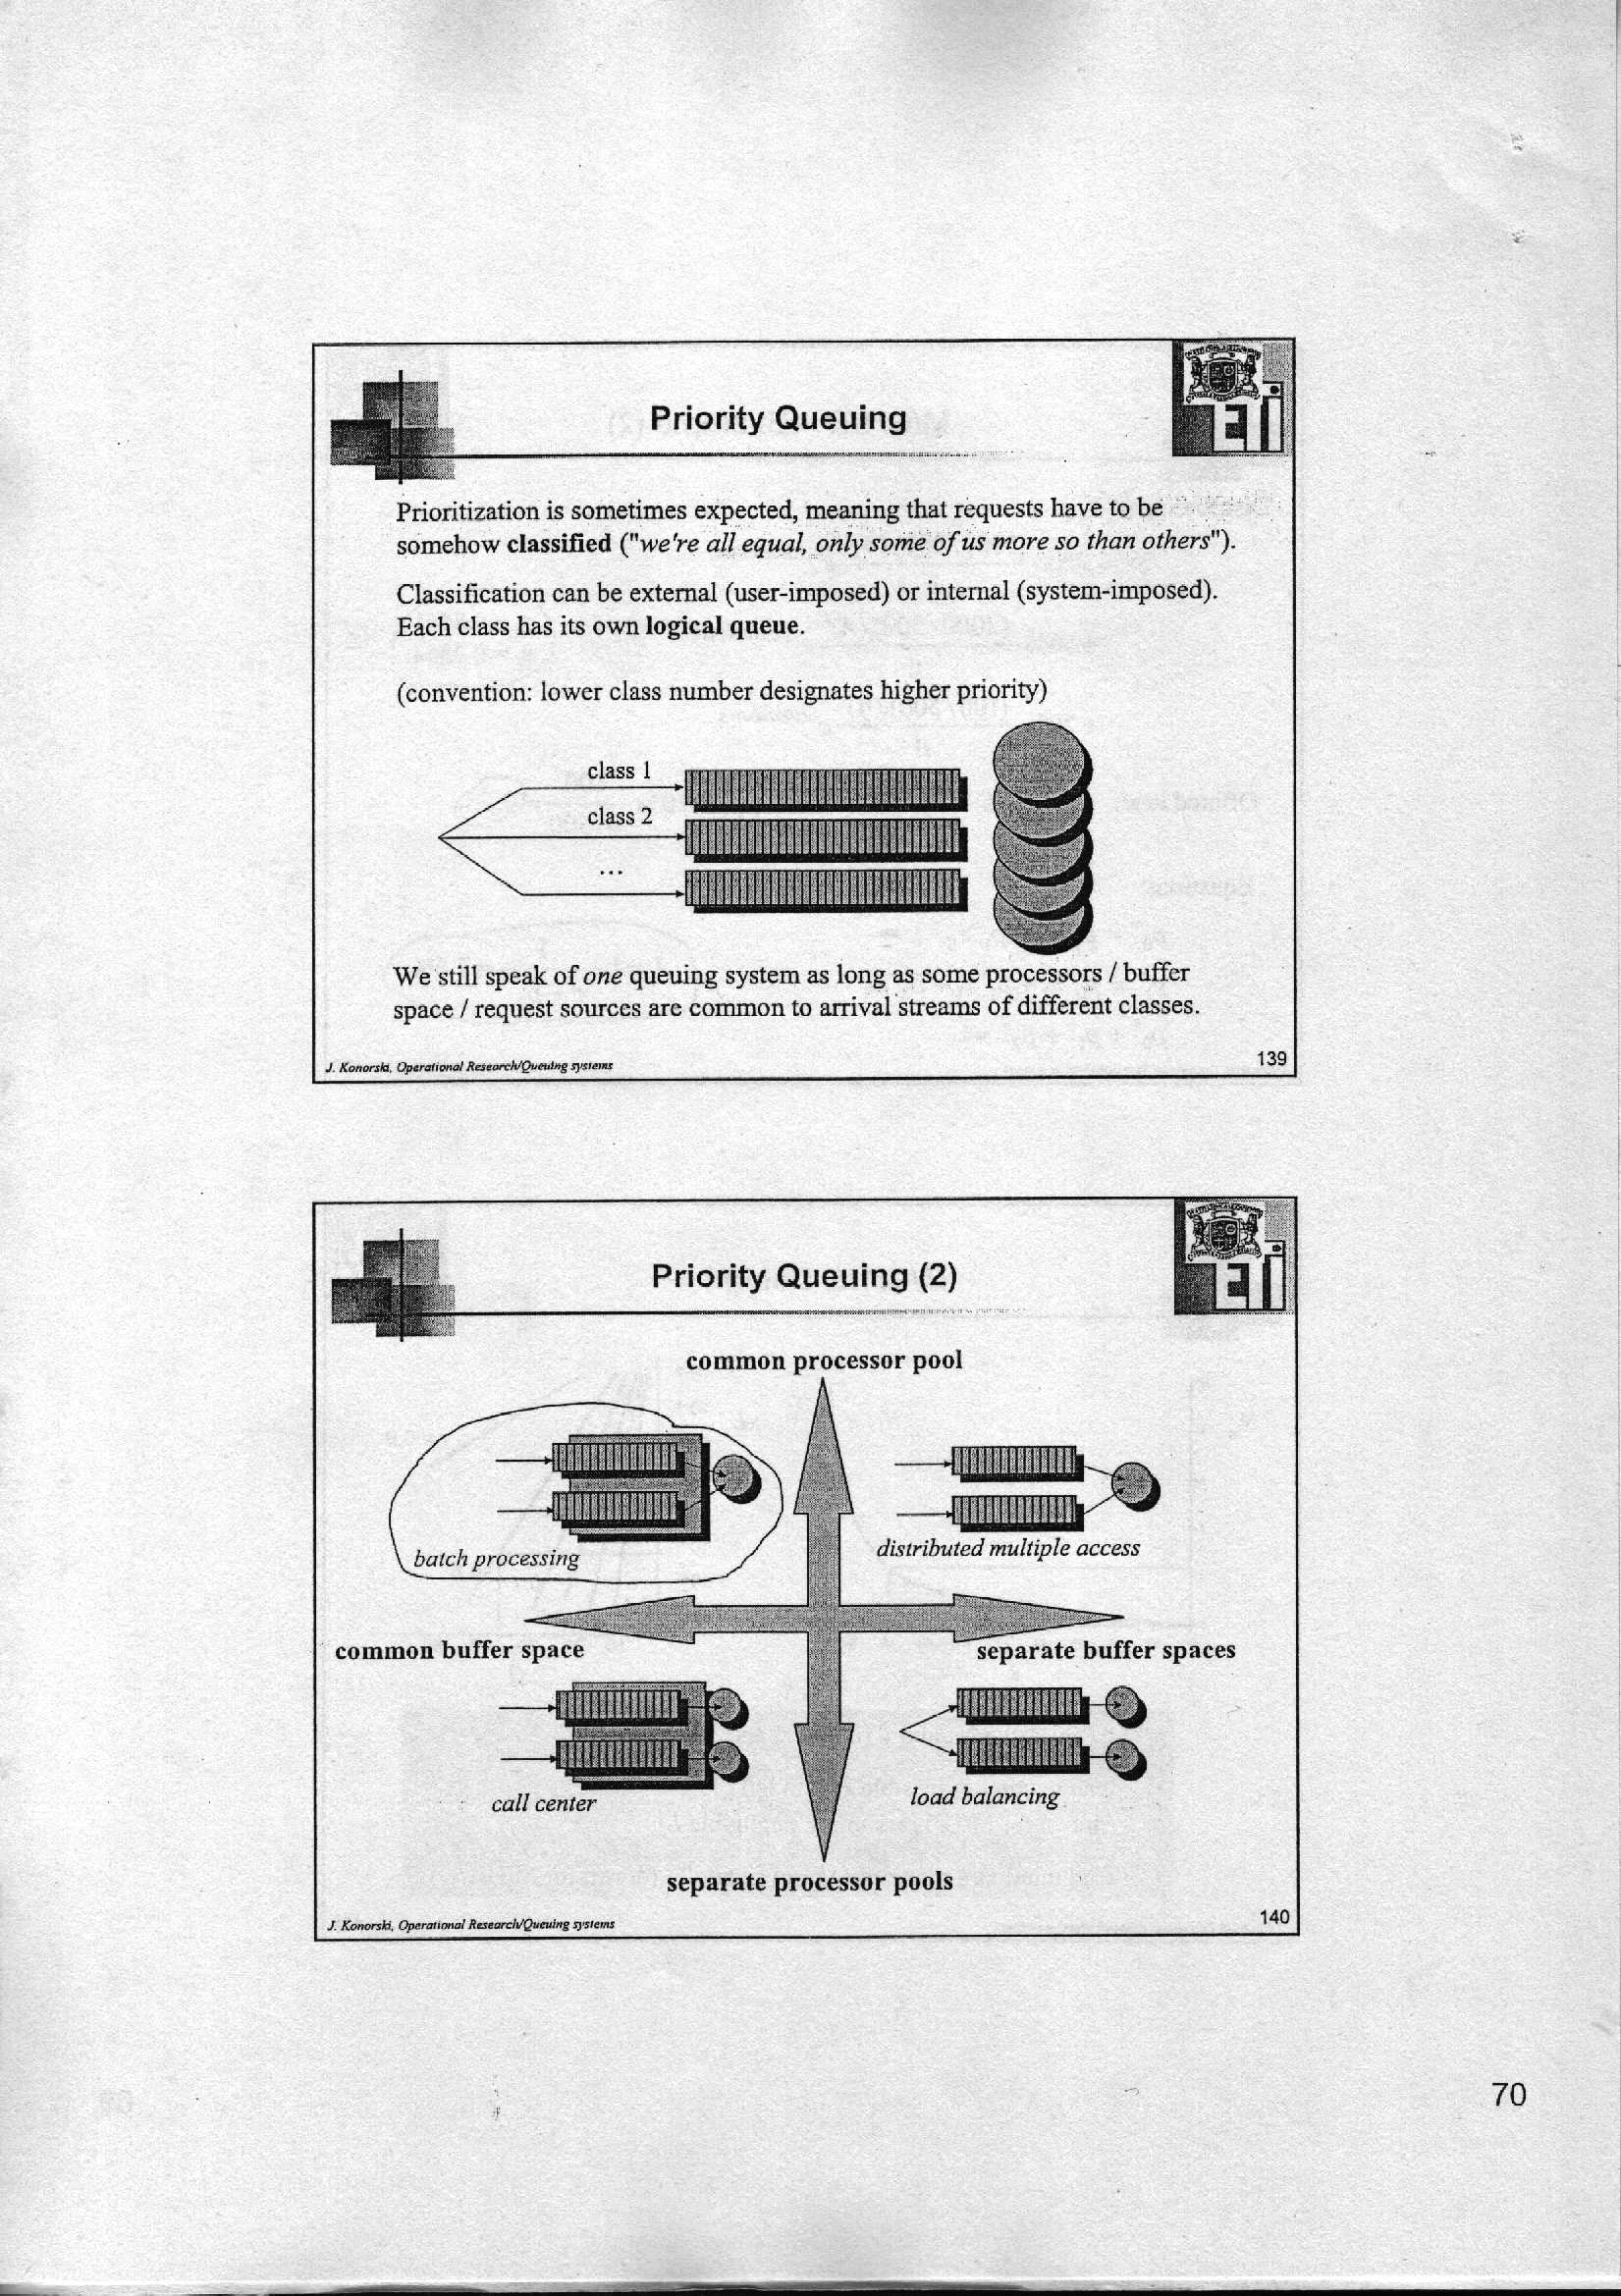 Priority Queuing
ETI
Prioritization is sometimes expected, meaning that requests have to be
somehow classified ("we're all equal, only some of us more so than others").
Classification can be external (user-imposed) or internal (system-imposed).
Each class has its own logical queue.
(convention: lower class number designates higher priority)
class 1
class 2
...
We still speak of one queuing system as long as some processors / buffer
space / request sources are common to arrival streams of different classes.
J. Konorski, Operational Research/Queuing systems
139
Priority Queuing (2)
ETI
common processor pool
batch processing
distributed multiple access
common buffer space
separate buffer spaces
call center
load balancing
separate processor pools
J. Konorski, Operational Research/Queuing systems
140
70